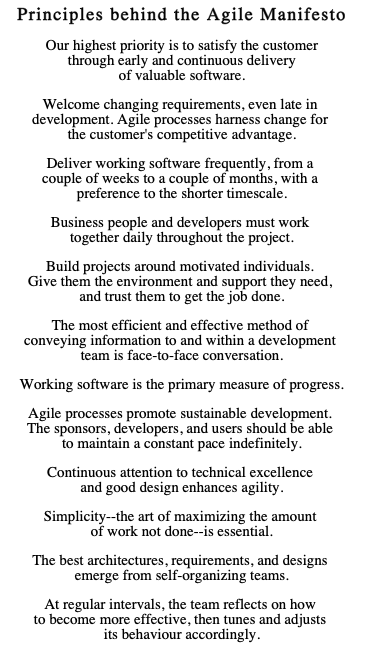 Principles behind the Agile Manifesto
Our highest priority is to satisfy the customer
through early and continuous delivery
of valuable software.
Welcome changing requirements, even late in
development. Agile processes harness change for
the customer's competitive advantage.
Deliver working software frequently, from a
couple of weeks to a couple of months, with a
preference to the shorter timescale.
Business people and developers must work
together daily throughout the project.
Build projects around motivated individuals.
Give them the environment and support they need,
and trust them to get the job done.
The most efficient and effective method of
conveying information to and within a development
team is face-to-face conversation.
Working software is the primary measure of progress.
Agile processes promote sustainable development.
The sponsors, developers, and users should be able
to maintain a constant pace indefinitely.
Continuous attention to technical excellence
and good design enhances agility.
Simplicity--the art of maximizing the amount
of work not done--is essential.
The best architectures, requirements, and designs
emerge from self-organizing teams.
At regular intervals, the team reflects on how
to become more effective, then tunes and adjusts
its behaviour accordingly.